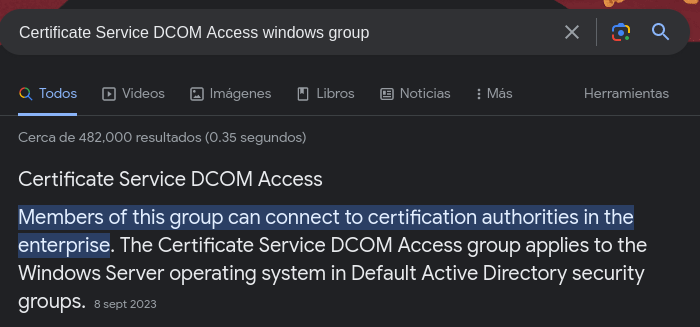 Certificate Service DCOM Access windows group
Todos Videos Imágenes Libros Noticias Más Herramientas
Cerca de 482,000 resultados (0.35 segundos)
Certificate Service DCOM Access
Members of this group can connect to certification authorities in the
enterprise. The Certificate Service DCOM Access group applies to the
Windows Server operating system in Default Active Directory security
groups. 8 sept 2023